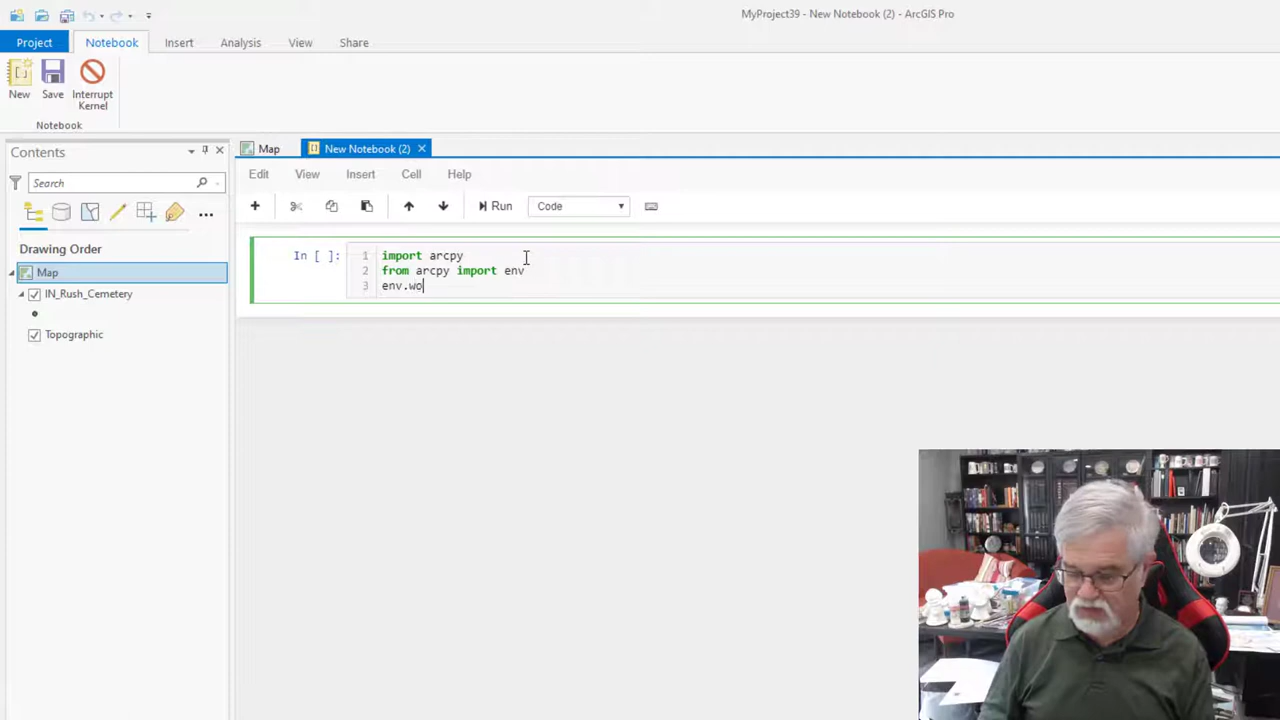 MyProject39 - New Notebook (2) - ArcGIS Pro
Project Notebook Insert Analysis View Share
New Save Interrupt Kernel
Notebook
Contents
Search
Drawing Order
Map
IN_Rush_Cemetery
Topographic
Map New Notebook (2)
Edit View Insert Cell Help
Run Code
In [ ]:
1 import arcpy
2 from arcpy import env
3 env.wo